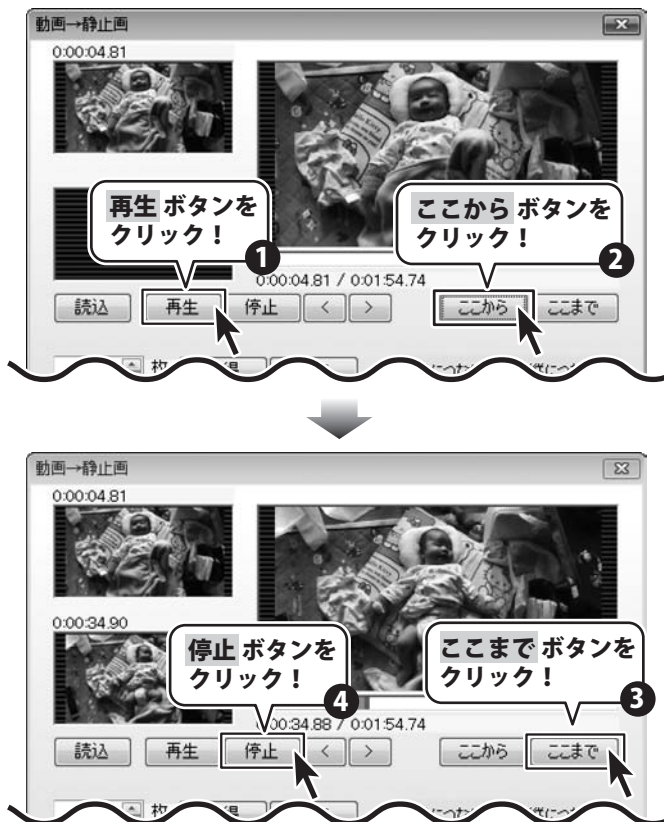 動画→静止画
0:00:04.81
再生 ボタンを
クリック！
1
ここから ボタンを
クリック！
2
0:00:04.81 / 0:01:54.74
読込 再生 停止 < > ここから ここまで
枚
動画→静止画
0:00:04.81
0:00:34.90
停止 ボタンを
クリック！
4
ここまで ボタンを
クリック！
3
0:00:34.88 / 0:01:54.74
読込 再生 停止 < > ここから ここまで
枚